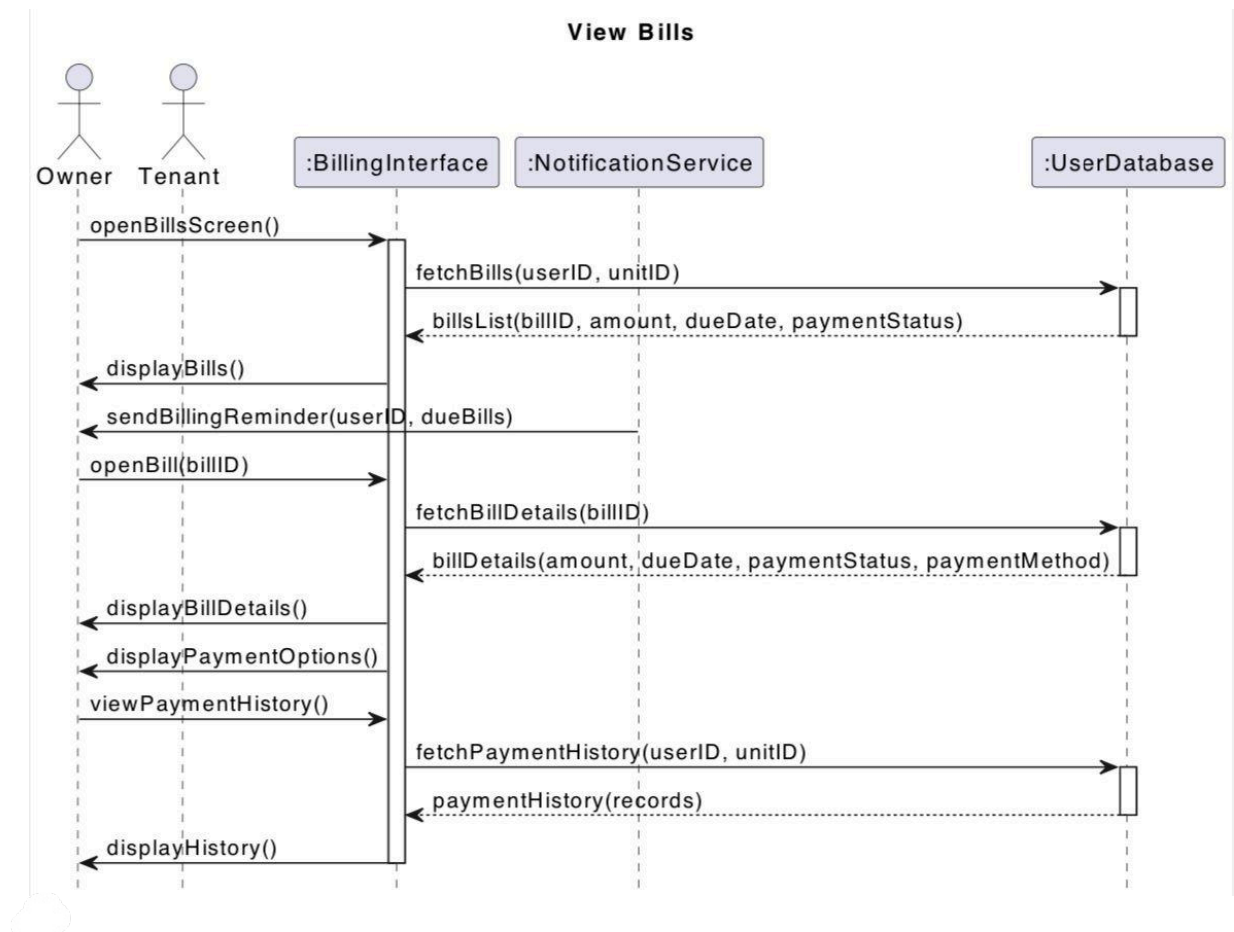 View Bills
Owner
Tenant
:BillingInterface
:NotificationService
:UserDatabase
openBillsScreen()
fetchBills(userID, unitID)
billsList(billID, amount, dueDate, paymentStatus)
displayBills()
sendBillingReminder(userID, dueBills)
openBill(billID)
fetchBillDetails(billID)
billDetails(amount, dueDate, paymentStatus, paymentMethod)
displayBillDetails()
displayPaymentOptions()
viewPaymentHistory()
fetchPaymentHistory(userID, unitID)
paymentHistory(records)
displayHistory()